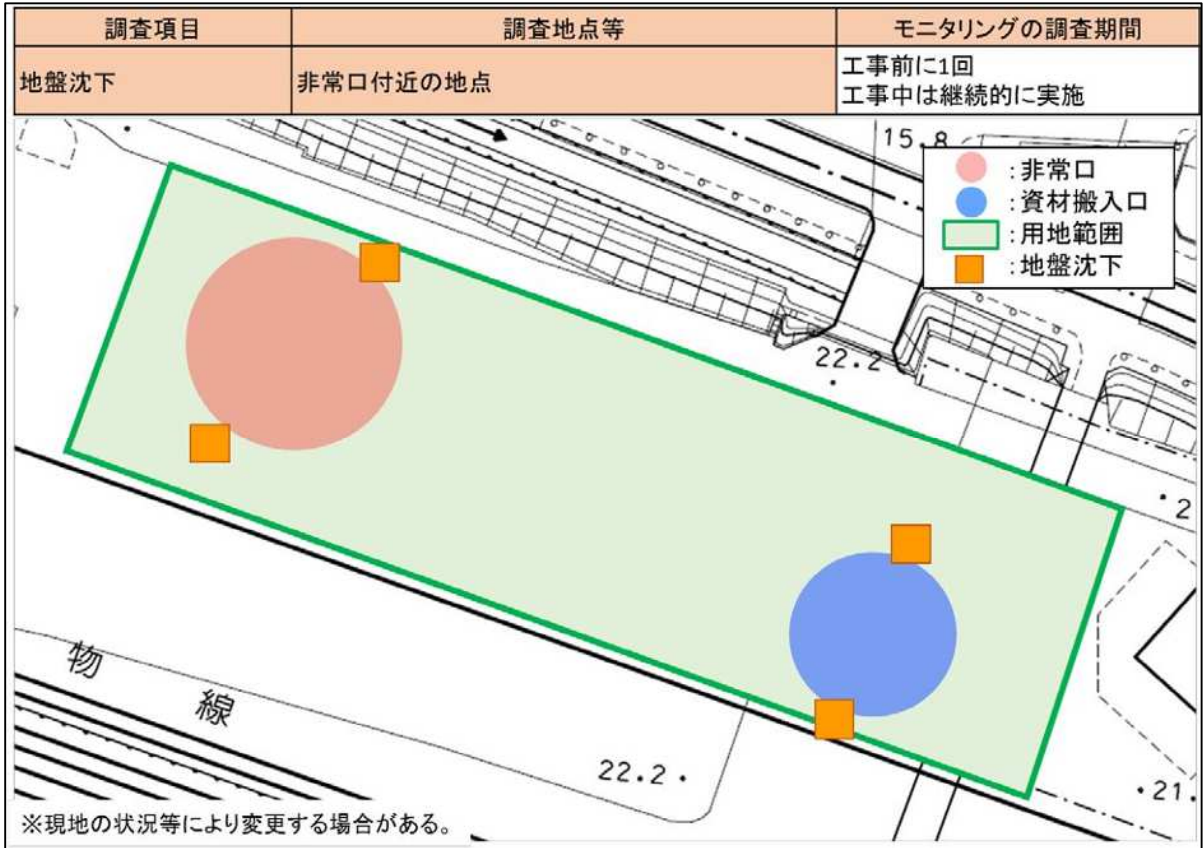 調査項目 調査地点等 モニタリングの調査期間
地盤沈下 非常口付近の地点 工事前に1回
工事中は継続的に実施
15.8
:非常口
:資材搬入口
:用地範囲
:地盤沈下
22.2
2
物線
22.2
21.
※現地の状況等により変更する場合がある。